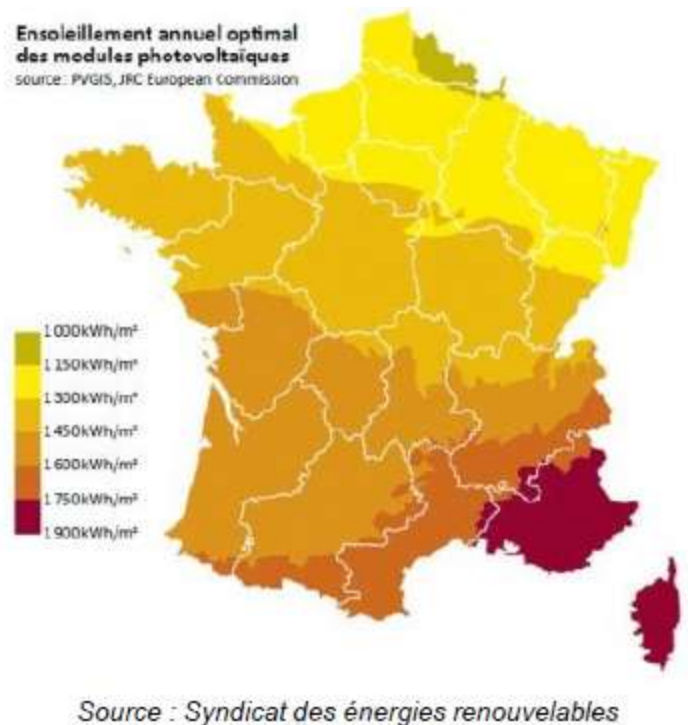 Ensoleillement annuel optimal
des modules photovoltaïques
source : PVGIS, JRC European Commission
1 000kWh/m²
1 150kWh/m²
1 300kWh/m²
1 450kWh/m²
1 600kWh/m²
1 750kWh/m²
1 900kWh/m²
Source : Syndicat des énergies renouvelables